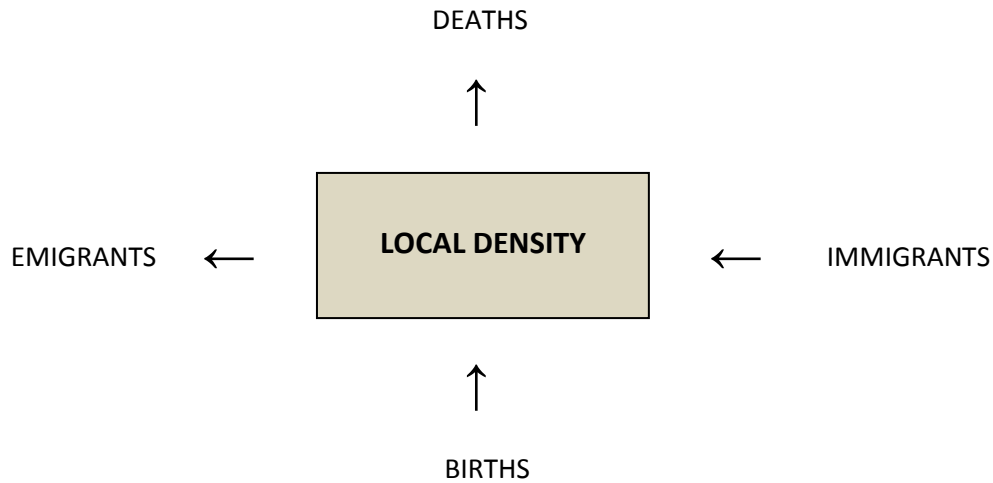 DEATHS
LOCAL DENSITY
EMIGRANTS
IMMIGRANTS
BIRTHS